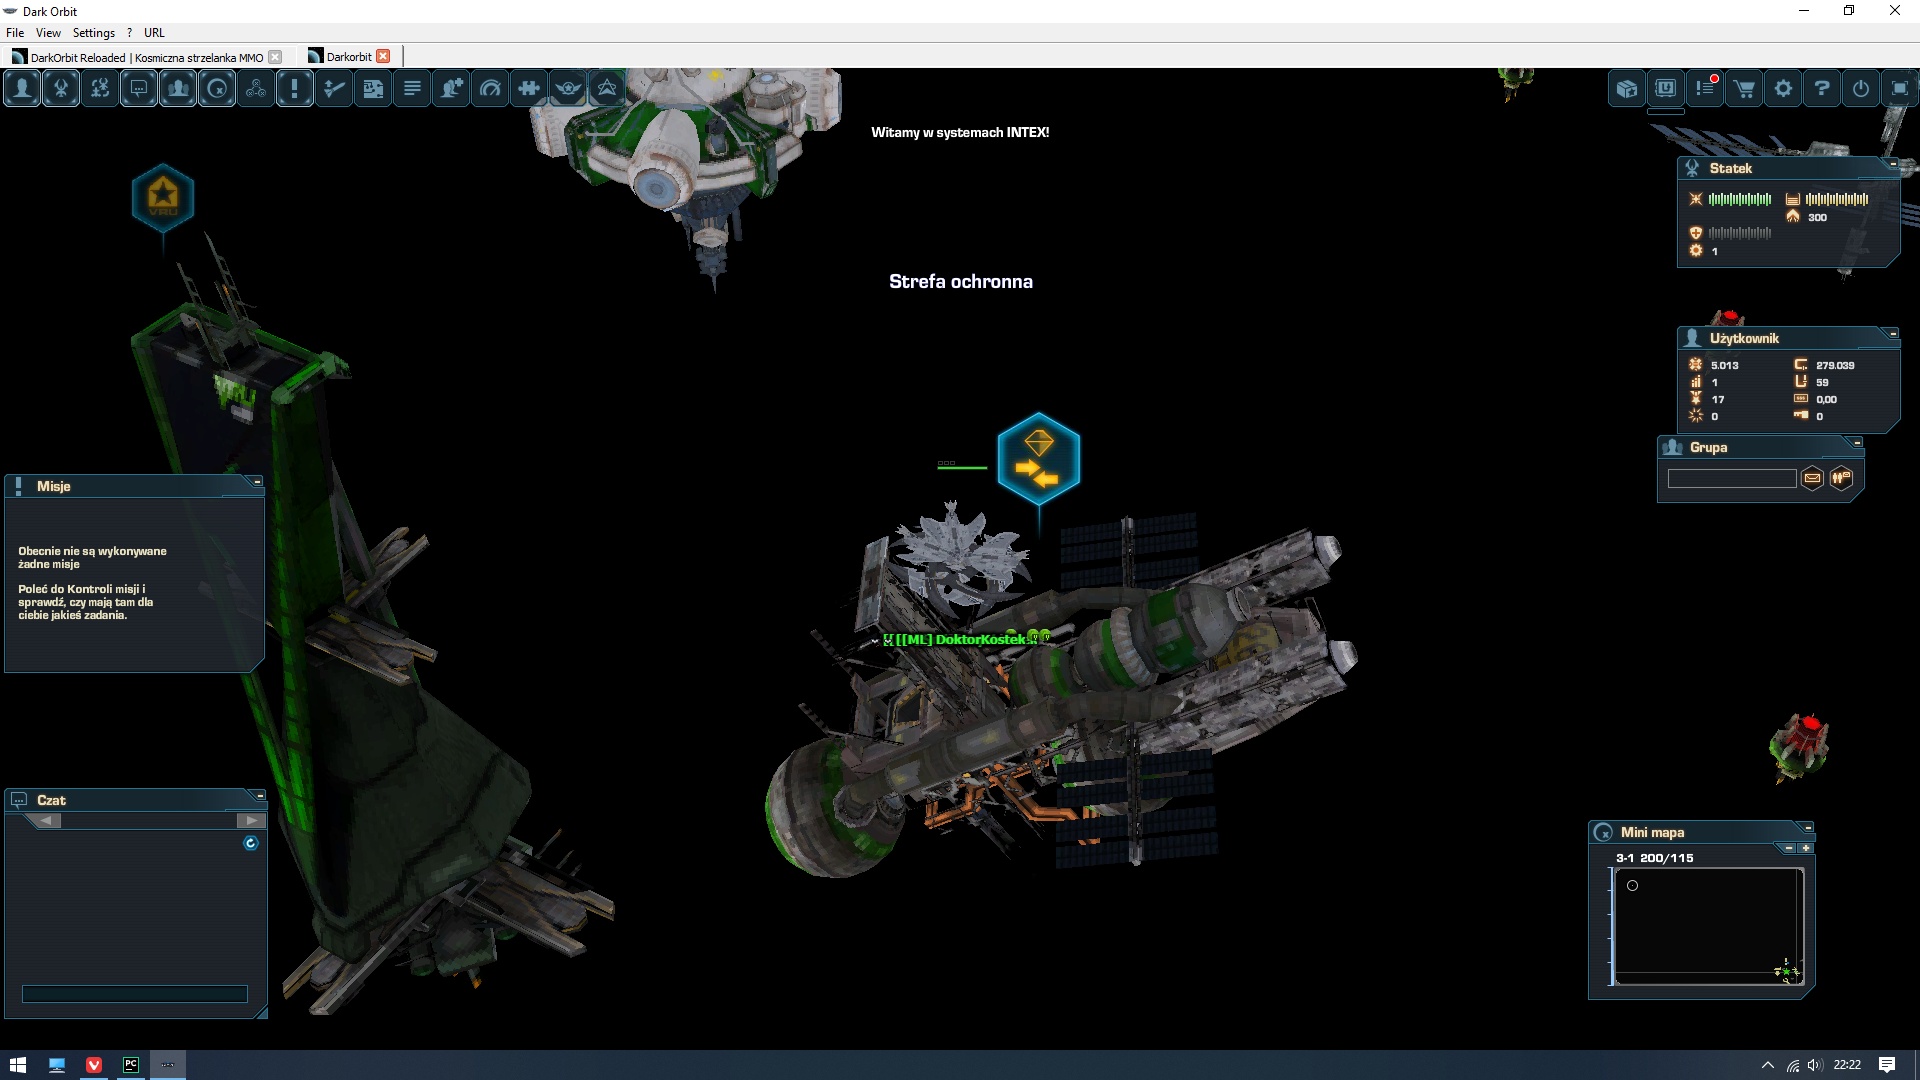 Dark Orbit
File View Settings ? URL
DarkOrbit Reloaded | Kosmiczna strzelanka MMO
Darkorbit
Witamy w systemach INTEX!
VRU
Statek
300
1
Strefa ochronna
Użytkownik
5.013 279.039
1 59
17 0,00
0 0
Grupa
Misje
Obecnie nie są wykonywane
żadne misje
Poleć do Kontroli misji i
sprawdź, czy mają tam dla
ciebie jakieś zadania.
[ML] DoktorKostek
Czat
Mini mapa
3-1 200/115
PC
22:22